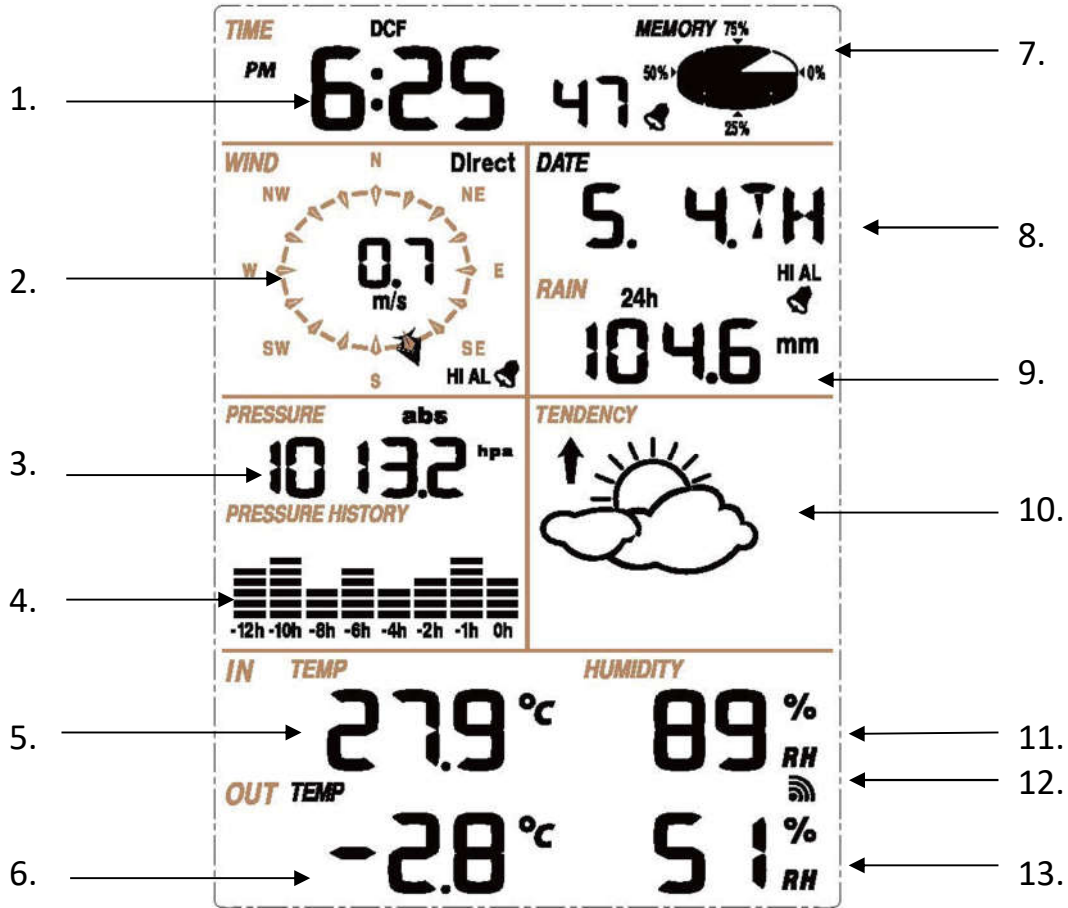 TIME DCF MEMORY 75%
PM 6:25 47 50% 0%
25%
1.
7.
WIND N Direct
NW NE
W 0.7 E
m/s
SW SE
S HI AL
2.
DATE
5. 4.TH
8.
HI AL
RAIN 24h
104.6 mm
9.
PRESSURE abs
1013.2 hpa
3.
PRESSURE HISTORY
4.
-12h -10h -8h -6h -4h -2h -1h 0h
TENDENCY
10.
IN TEMP HUMIDITY
5. 27.9 °C 89 % RH 11.
12.
OUT TEMP
6. -2.8 °C 51 % RH 13.